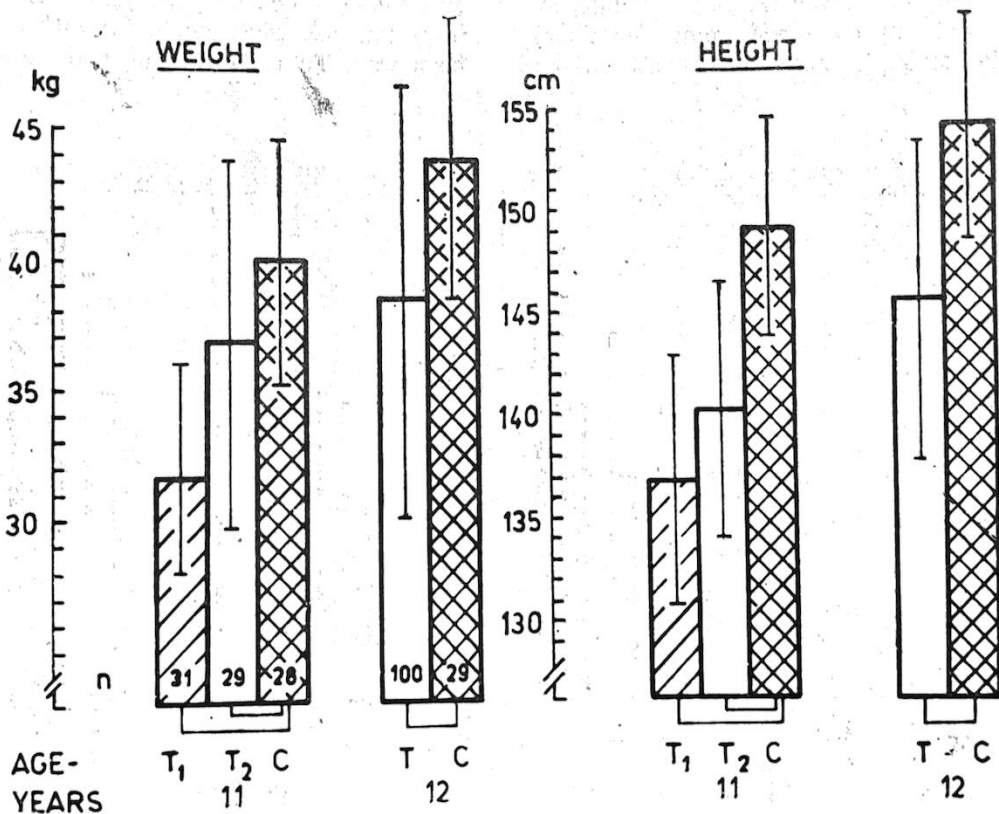 WEIGHT
kg
45
40
35
30
n
31 29 28
100 29
HEIGHT
cm
155
150
145
140
135
130
AGE-
YEARS
T₁ T₂ C
11
T C
12
T₁ T₂ C
11
T C
12